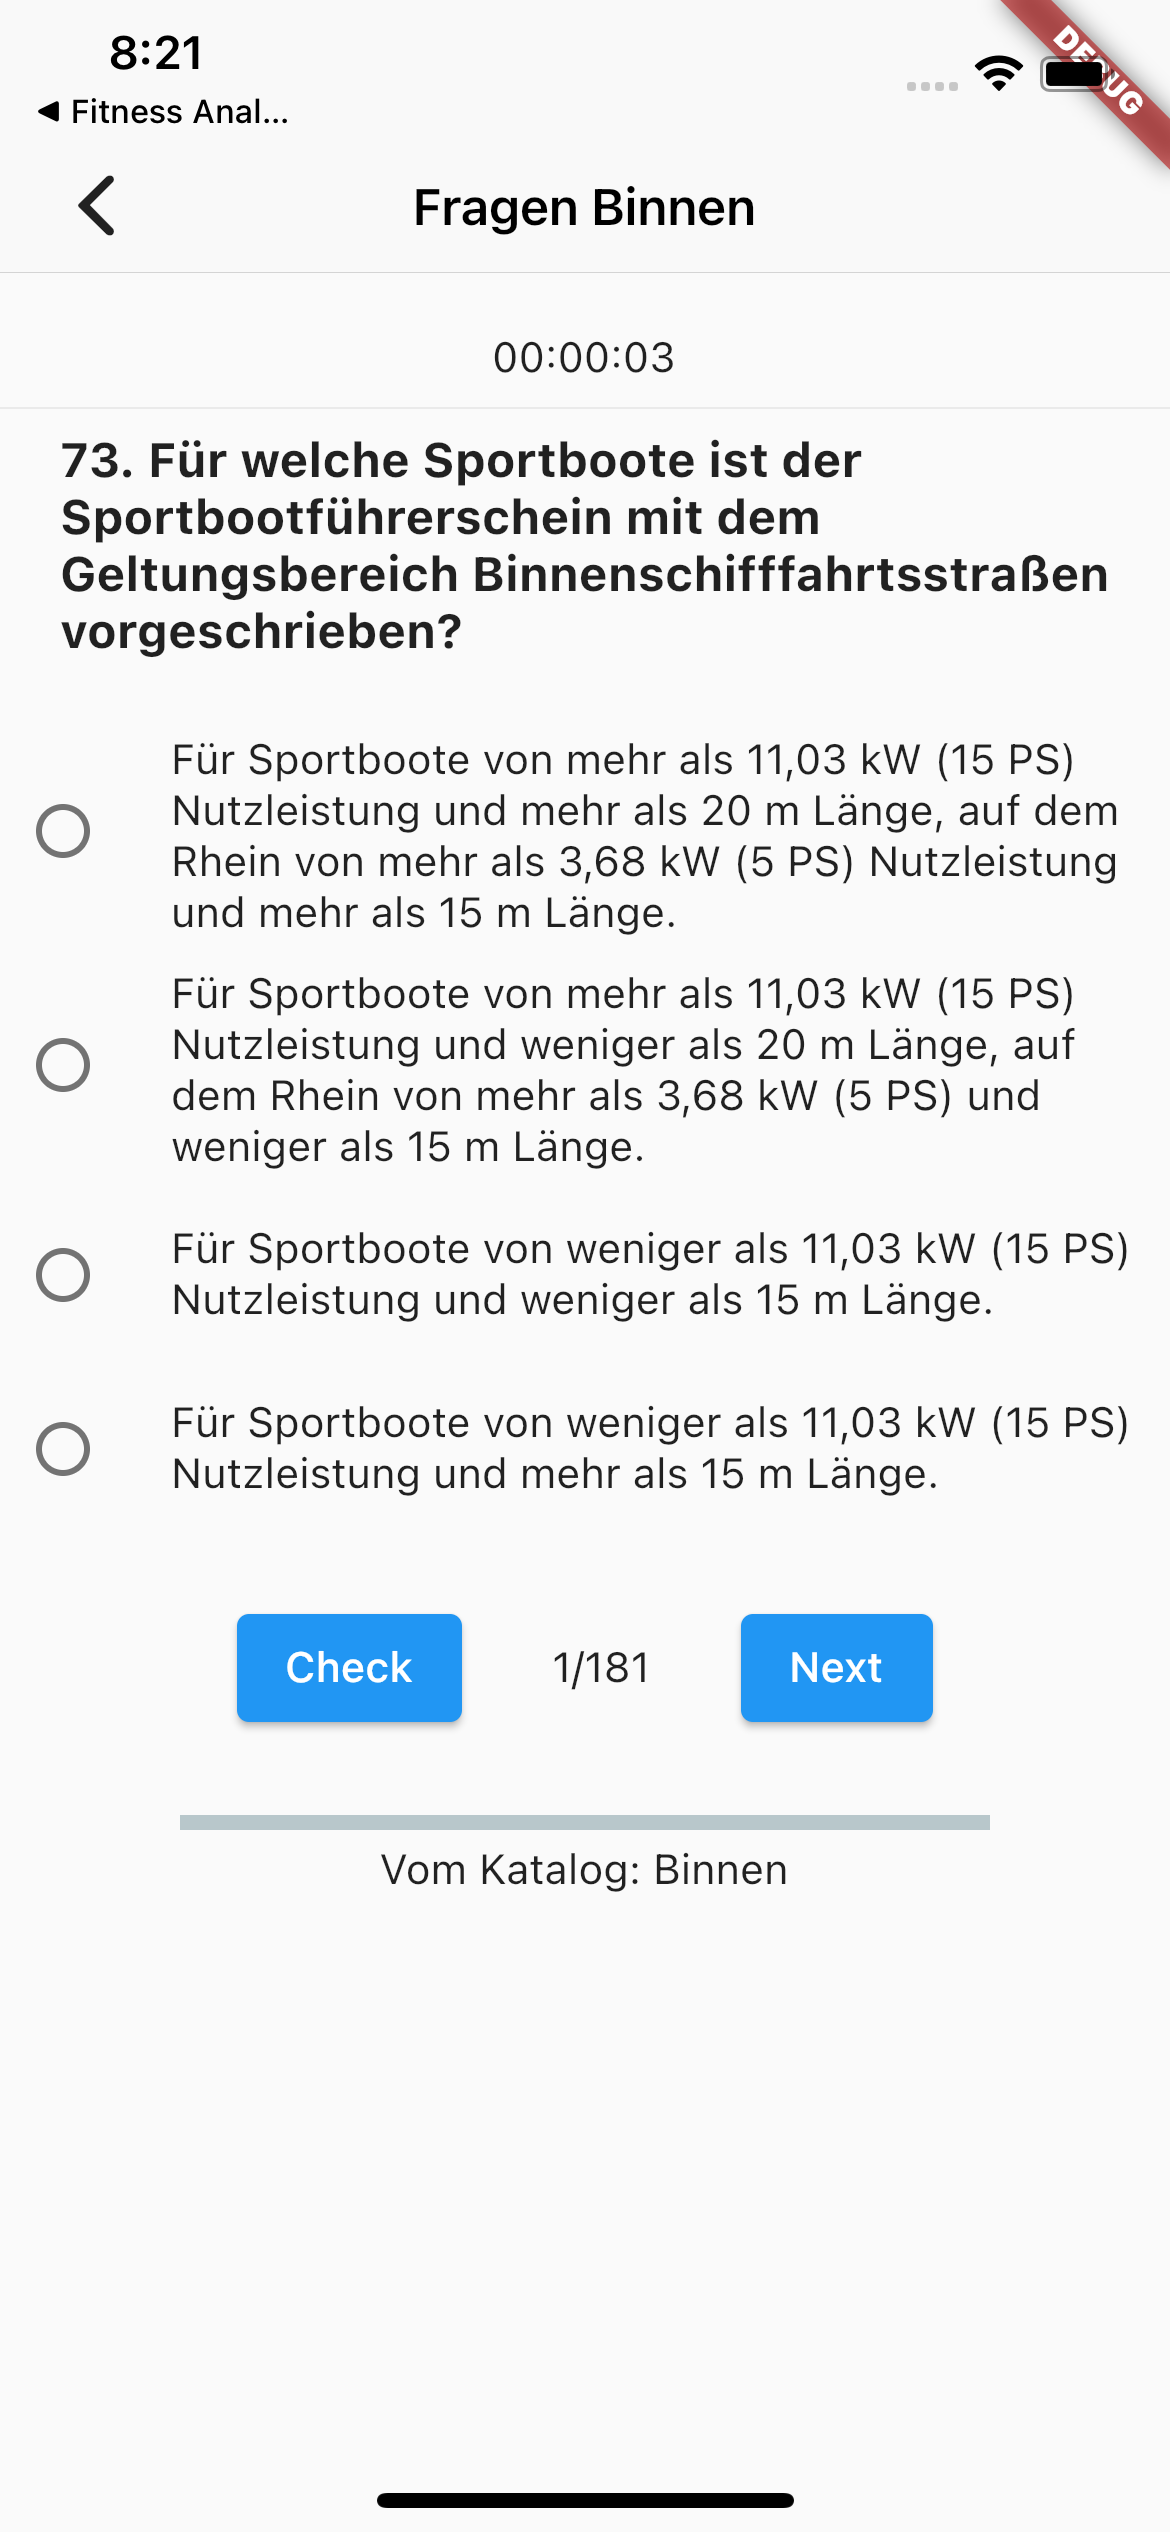 8:21
DEBUG
◀ Fitness Anal...
Fragen Binnen
00:00:03
73. Für welche Sportboote ist der
Sportbootführerschein mit dem
Geltungsbereich Binnenschifffahrtsstraßen
vorgeschrieben?
Für Sportboote von mehr als 11,03 kW (15 PS)
Nutzleistung und mehr als 20 m Länge, auf dem
Rhein von mehr als 3,68 kW (5 PS) Nutzleistung
und mehr als 15 m Länge.
Für Sportboote von mehr als 11,03 kW (15 PS)
Nutzleistung und weniger als 20 m Länge, auf
dem Rhein von mehr als 3,68 kW (5 PS) und
weniger als 15 m Länge.
Für Sportboote von weniger als 11,03 kW (15 PS)
Nutzleistung und weniger als 15 m Länge.
Für Sportboote von weniger als 11,03 kW (15 PS)
Nutzleistung und mehr als 15 m Länge.
Check 1/181 Next
Vom Katalog: Binnen